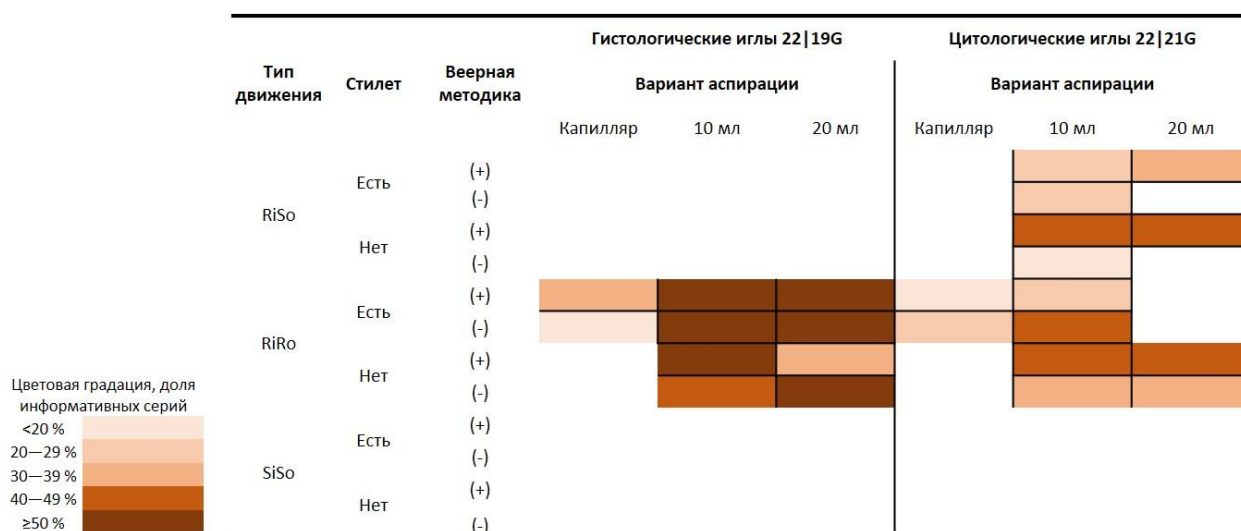 Гистологические иглы 22|19G Цитологические иглы 22|21G
Тип движения Стилет Веерная методика Вариант аспирации Вариант аспирации
Капилляр 10 мл 20 мл Капилляр 10 мл 20 мл
RiSo
Есть
(+)
(-)
Нет
(+)
(-)
RiRo
Есть
(+)
(-)
Нет
(+)
(-)
SiSo
Есть
(+)
(-)
Нет
(+)
(-)
Цветовая градация, доля
информативных серий
<20 %
20—29 %
30—39 %
40—49 %
≥50 %